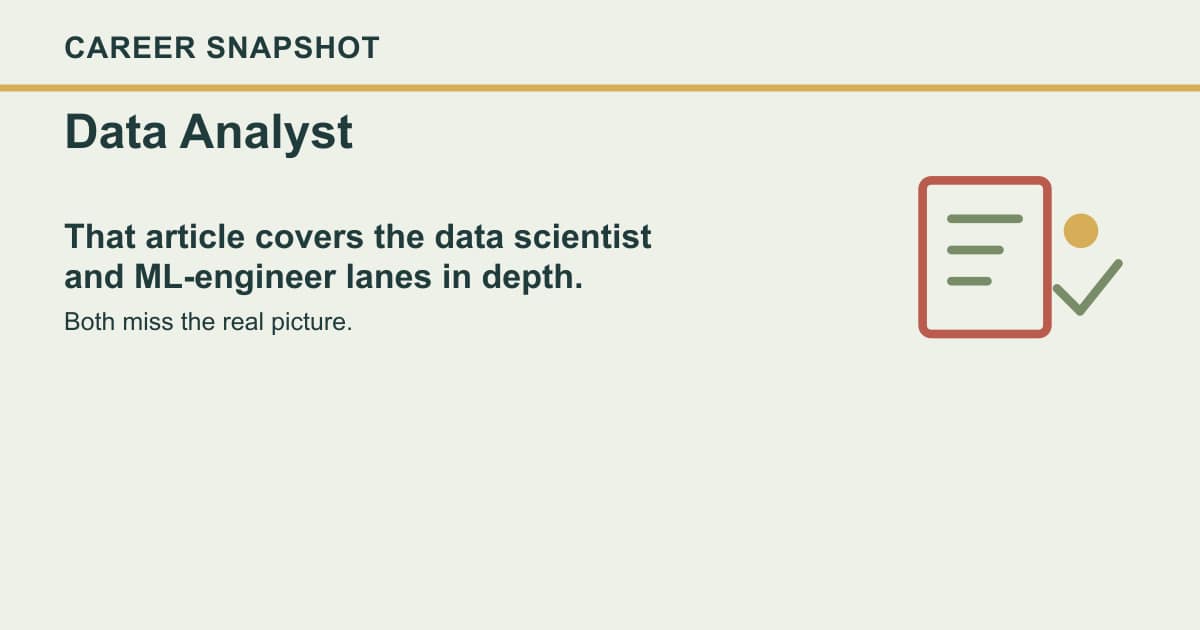 CAREER SNAPSHOT
Data Analyst
That article covers the data scientist
and ML-engineer lanes in depth.
Both miss the real picture.